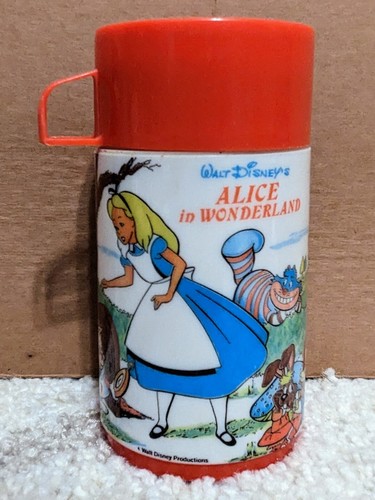 WALT DISNEY'S
ALICE
in WONDERLAND
© Walt Disney Productions